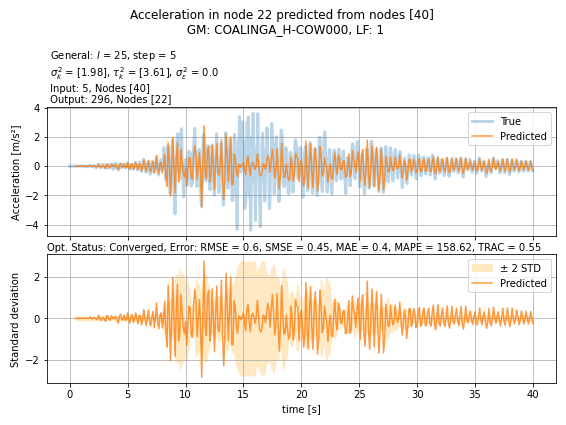 Acceleration in node 22 predicted from nodes [40]
GM: COALINGA_H-COW000, LF: 1
General: l = 25, step = 5
σ²ₖ = [1.98], τ²ₖ = [3.61], σ²ε = 0.0
Input: 5, Nodes [40]
Output: 296, Nodes [22]
Acceleration [m/s²]
4
2
0
−2
−4
True
Predicted
Opt. Status: Converged, Error: RMSE = 0.6, SMSE = 0.45, MAE = 0.4, MAPE = 158.62, TRAC = 0.55
Standard deviation
2
0
−2
± 2 STD
Predicted
0 5 10 15 20 25 30 35 40
time [s]